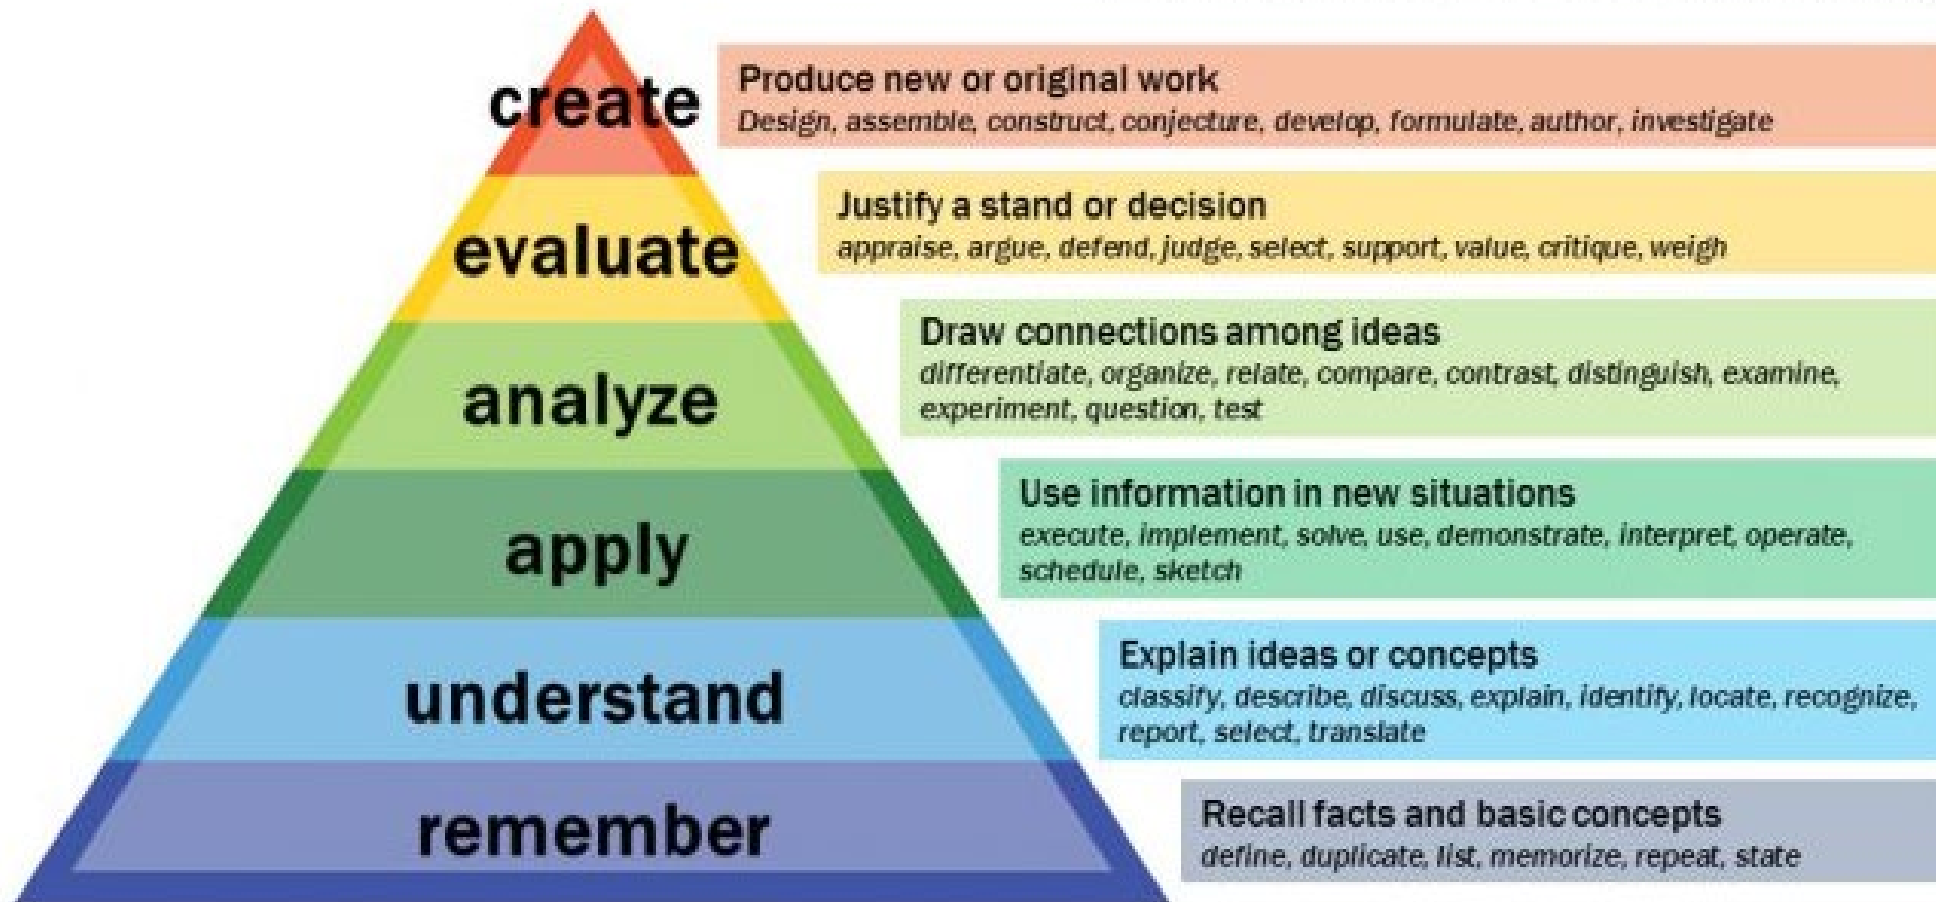 create
Produce new or original work
Design, assemble, construct, conjecture, develop, formulate, author, investigate
evaluate
Justify a stand or decision
appraise, argue, defend, judge, select, support, value, critique, weigh
analyze
Draw connections among ideas
differentiate, organize, relate, compare, contrast, distinguish, examine,
experiment, question, test
apply
Use information in new situations
execute, implement, solve, use, demonstrate, interpret, operate,
schedule, sketch
understand
Explain ideas or concepts
classify, describe, discuss, explain, identify, locate, recognize,
report, select, translate
remember
Recall facts and basic concepts
define, duplicate, list, memorize, repeat, state